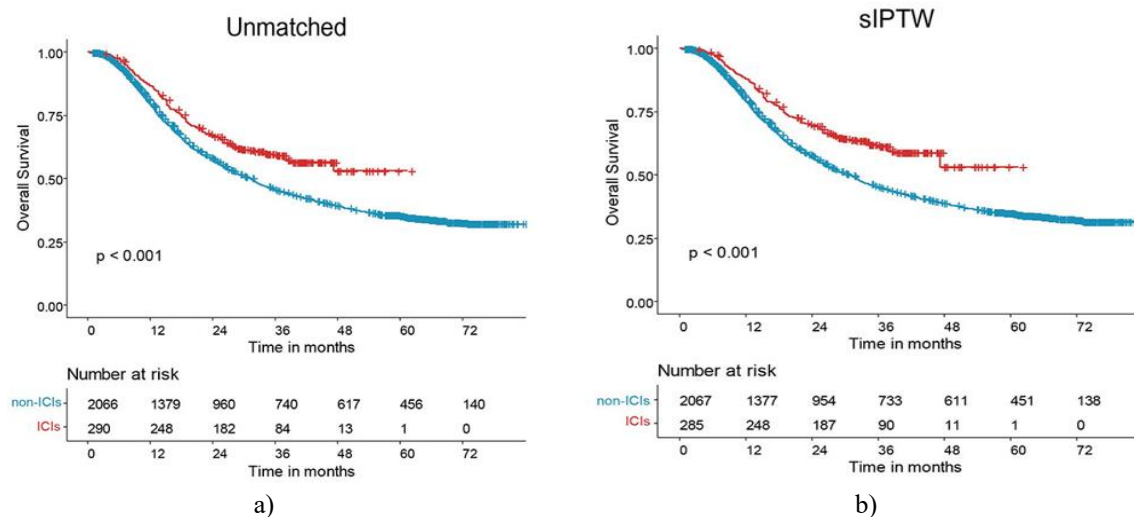 Unmatched
1.00
0.75
0.50
0.25
0.00
Overall Survival
p < 0.001
0 12 24 36 48 60 72
Time in months
Number at risk
non-ICIs 2066 1379 960 740 617 456 140
ICIs 290 248 182 84 13 1 0
0 12 24 36 48 60 72
Time in months
a)
sIPTW
1.00
0.75
0.50
0.25
0.00
Overall Survival
p < 0.001
0 12 24 36 48 60 72
Time in months
Number at risk
non-ICIs 2067 1377 954 733 611 451 138
ICIs 285 248 187 90 11 1 0
0 12 24 36 48 60 72
Time in months
b)